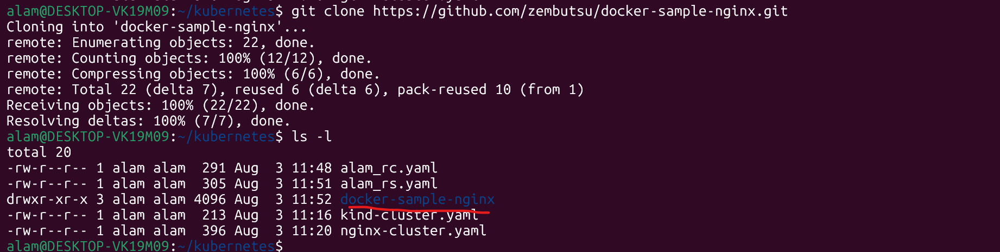 alam@DESKTOP-VK19M09:~/kubernetes$ git clone https://github.com/zembutsu/docker-sample-nginx.git
Cloning into 'docker-sample-nginx'...
remote: Enumerating objects: 22, done.
remote: Counting objects: 100% (12/12), done.
remote: Compressing objects: 100% (6/6), done.
remote: Total 22 (delta 7), reused 6 (delta 6), pack-reused 10 (from 1)
Receiving objects: 100% (22/22), done.
Resolving deltas: 100% (7/7), done.
alam@DESKTOP-VK19M09:~/kubernetes$ ls -l
total 20
-rw-r--r-- 1 alam alam  291 Aug  3 11:48 alam_rc.yaml
-rw-r--r-- 1 alam alam  305 Aug  3 11:51 alam_rs.yaml
drwxr-xr-x 3 alam alam 4096 Aug  3 11:52 docker-sample-nginx
-rw-r--r-- 1 alam alam  213 Aug  3 11:16 kind-cluster.yaml
-rw-r--r-- 1 alam alam  396 Aug  3 11:20 nginx-cluster.yaml
alam@DESKTOP-VK19M09:~/kubernetes$